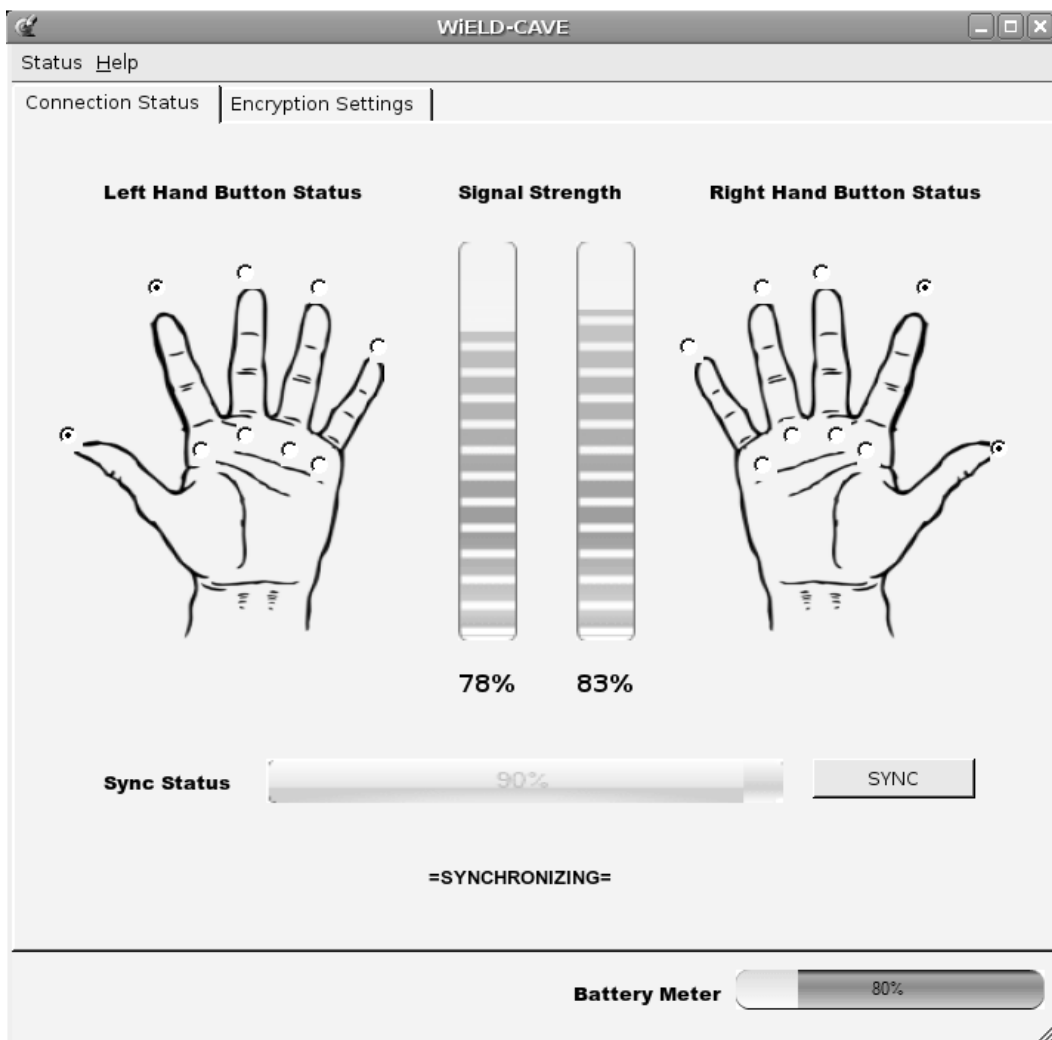 WiELD-CAVE
Status Help
Connection Status Encryption Settings
Left Hand Button Status Signal Strength Right Hand Button Status
78% 83%
Sync Status 90% SYNC
=SYNCHRONIZING=
Battery Meter 80%